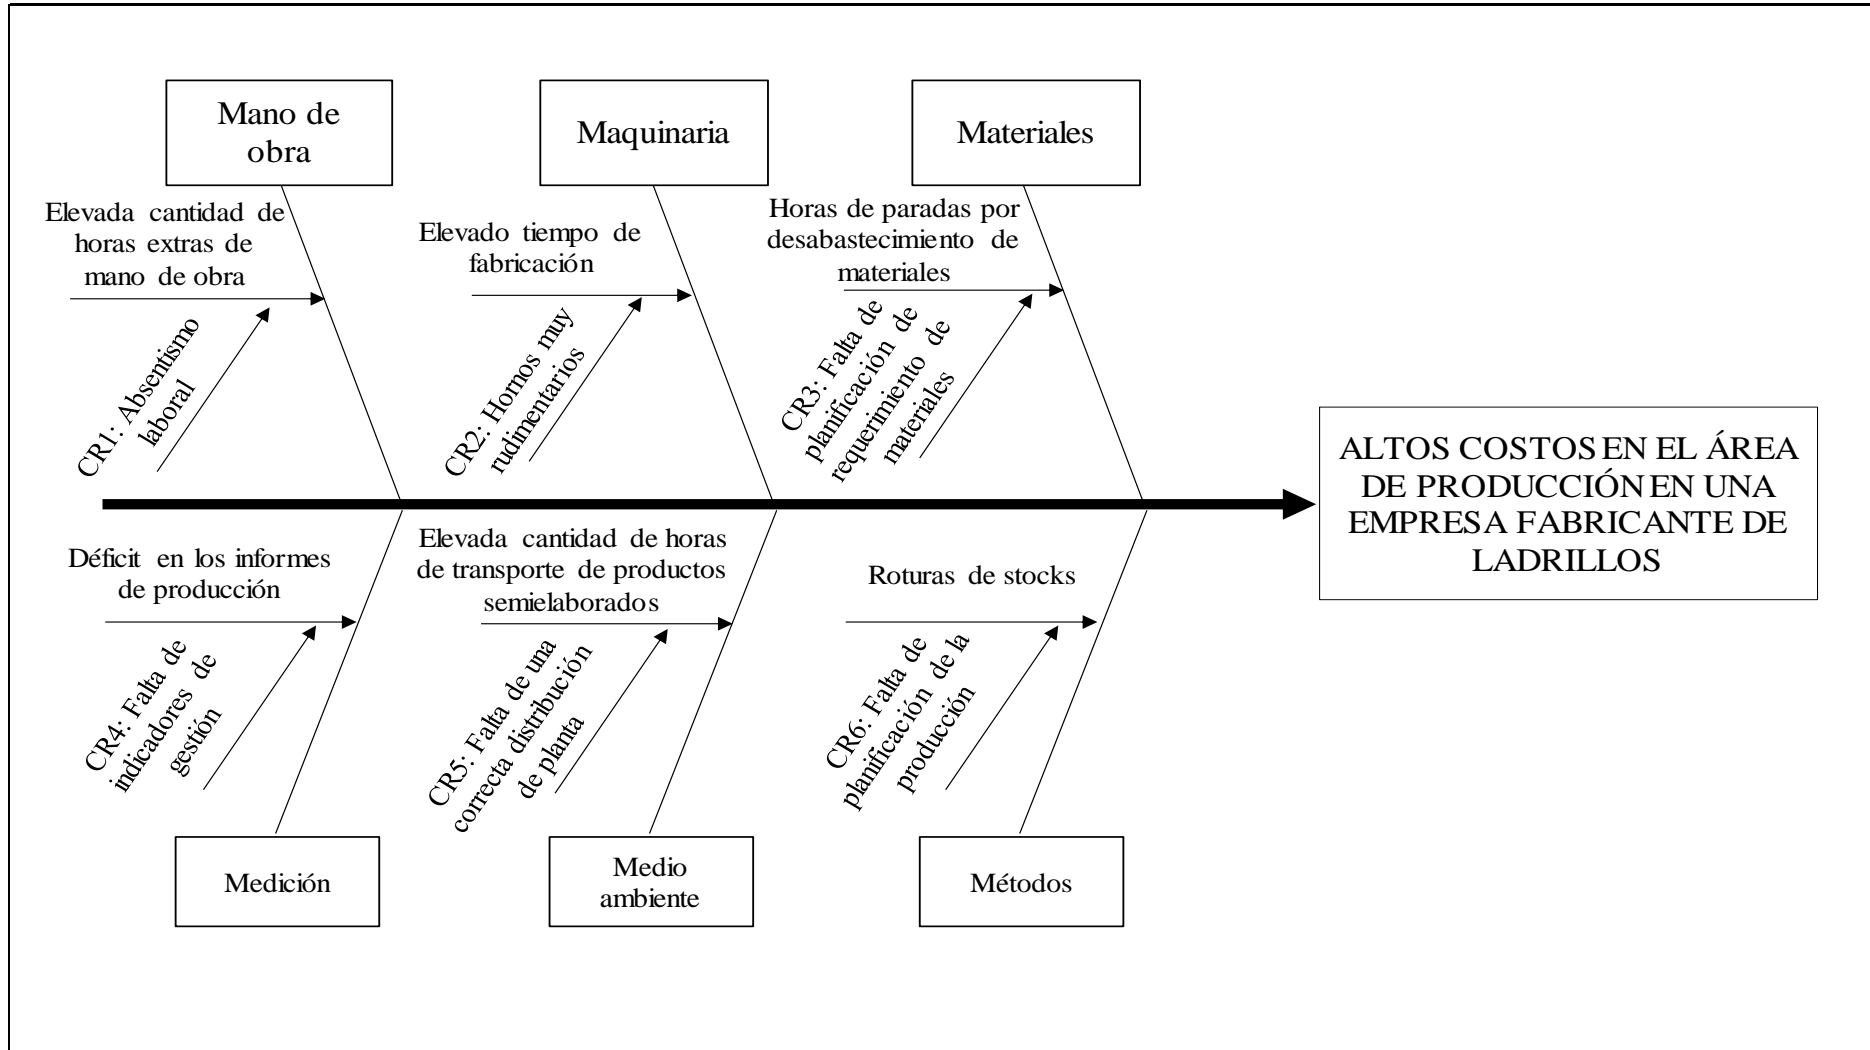 Mano de
obra
Maquinaria
Materiales
Elevada cantidad de
horas extras de
mano de obra
Elevado tiempo de
fabricación
Horas de paradas por
desabastecimiento de
materiales
CR1: Absentismo
laboral
CR2: Hornos muy
rudimentarios
CR3: Falta de
planificación de
requerimiento de
materiales
ALTOS COSTOS EN EL ÁREA
DE PRODUCCIÓN EN UNA
EMPRESA FABRICANTE DE
LADRILLOS
Déficit en los informes
de producción
Elevada cantidad de horas
de transporte de productos
semielaborados
Roturas de stocks
CR4: Falta de
indicadores de
gestión
CR5: Falta de una
correcta distribución
de planta
CR6: Falta de
planificación de la
producción
Medición
Medio
ambiente
Métodos